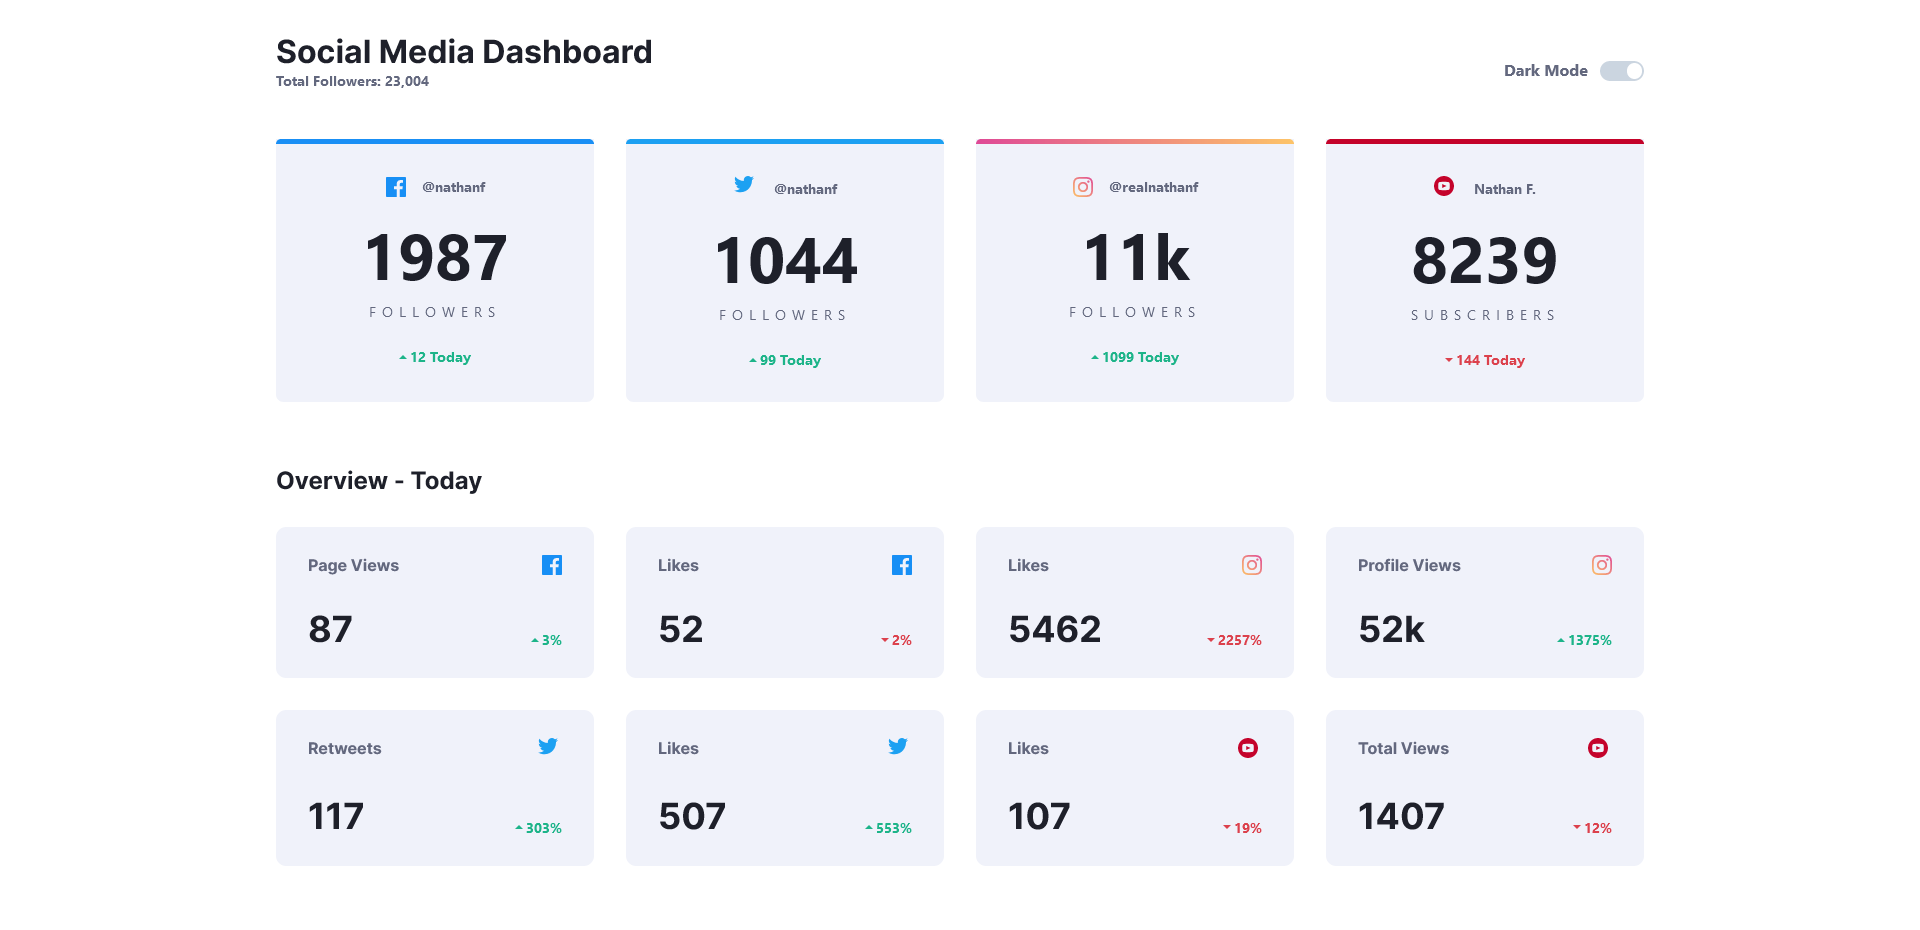 Social Media Dashboard
Total Followers: 23,004
Dark Mode
@nathanf
1987
FOLLOWERS
12 Today
@nathanf
1044
FOLLOWERS
99 Today
@realnathanf
11k
FOLLOWERS
1099 Today
Nathan F.
8239
SUBSCRIBERS
144 Today
Overview - Today
Page Views
87
3%
Likes
52
2%
Likes
5462
2257%
Profile Views
52k
1375%
Retweets
117
303%
Likes
507
553%
Likes
107
19%
Total Views
1407
12%